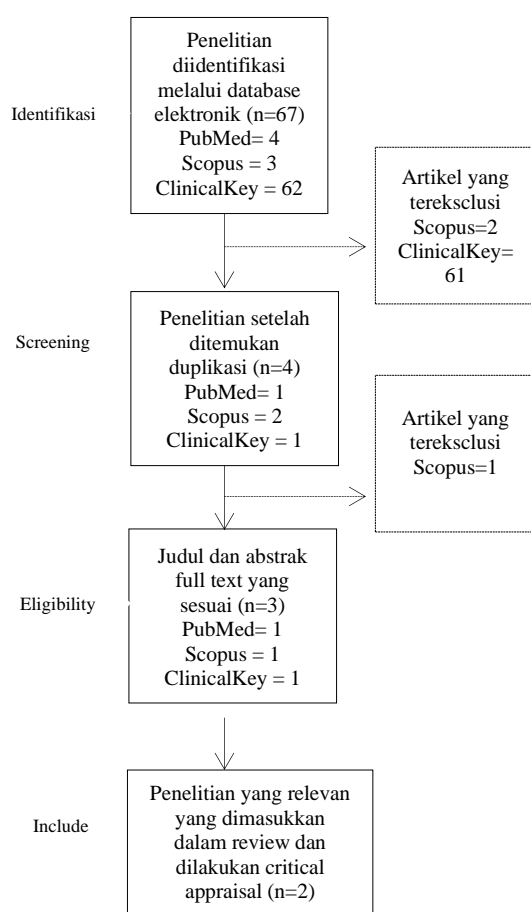 Identifikasi
Penelitian
diidentifikasi
melalui database
elektronik (n=67)
PubMed= 4
Scopus = 3
ClinicalKey = 62
Artikel yang
tereksclusi
Scopus=2
ClinicalKey=
61
Screening
Penelitian setelah
ditemukan
duplikasi (n=4)
PubMed= 1
Scopus = 2
ClinicalKey = 1
Artikel yang
tereksclusi
Scopus=1
Eligibility
Judul dan abstrak
full text yang
sesuai (n=3)
PubMed= 1
Scopus = 1
ClinicalKey = 1
Include
Penelitian yang relevan
yang dimasukkan
dalam review dan
dilakukan critical
appraisal (n=2)